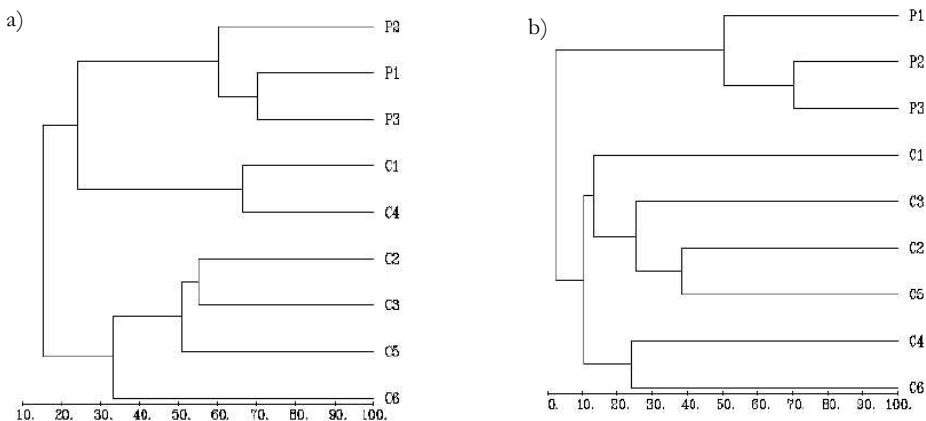 a)
P2
P1
P3
C1
C4
C2
C3
C5
C6
10. 20. 30. 40. 50. 60. 70. 80. 90. 100.
b)
P1
P2
P3
C1
C3
C2
C5
C4
C6
0. 10. 20. 30. 40. 50. 60. 70. 80. 90. 100.